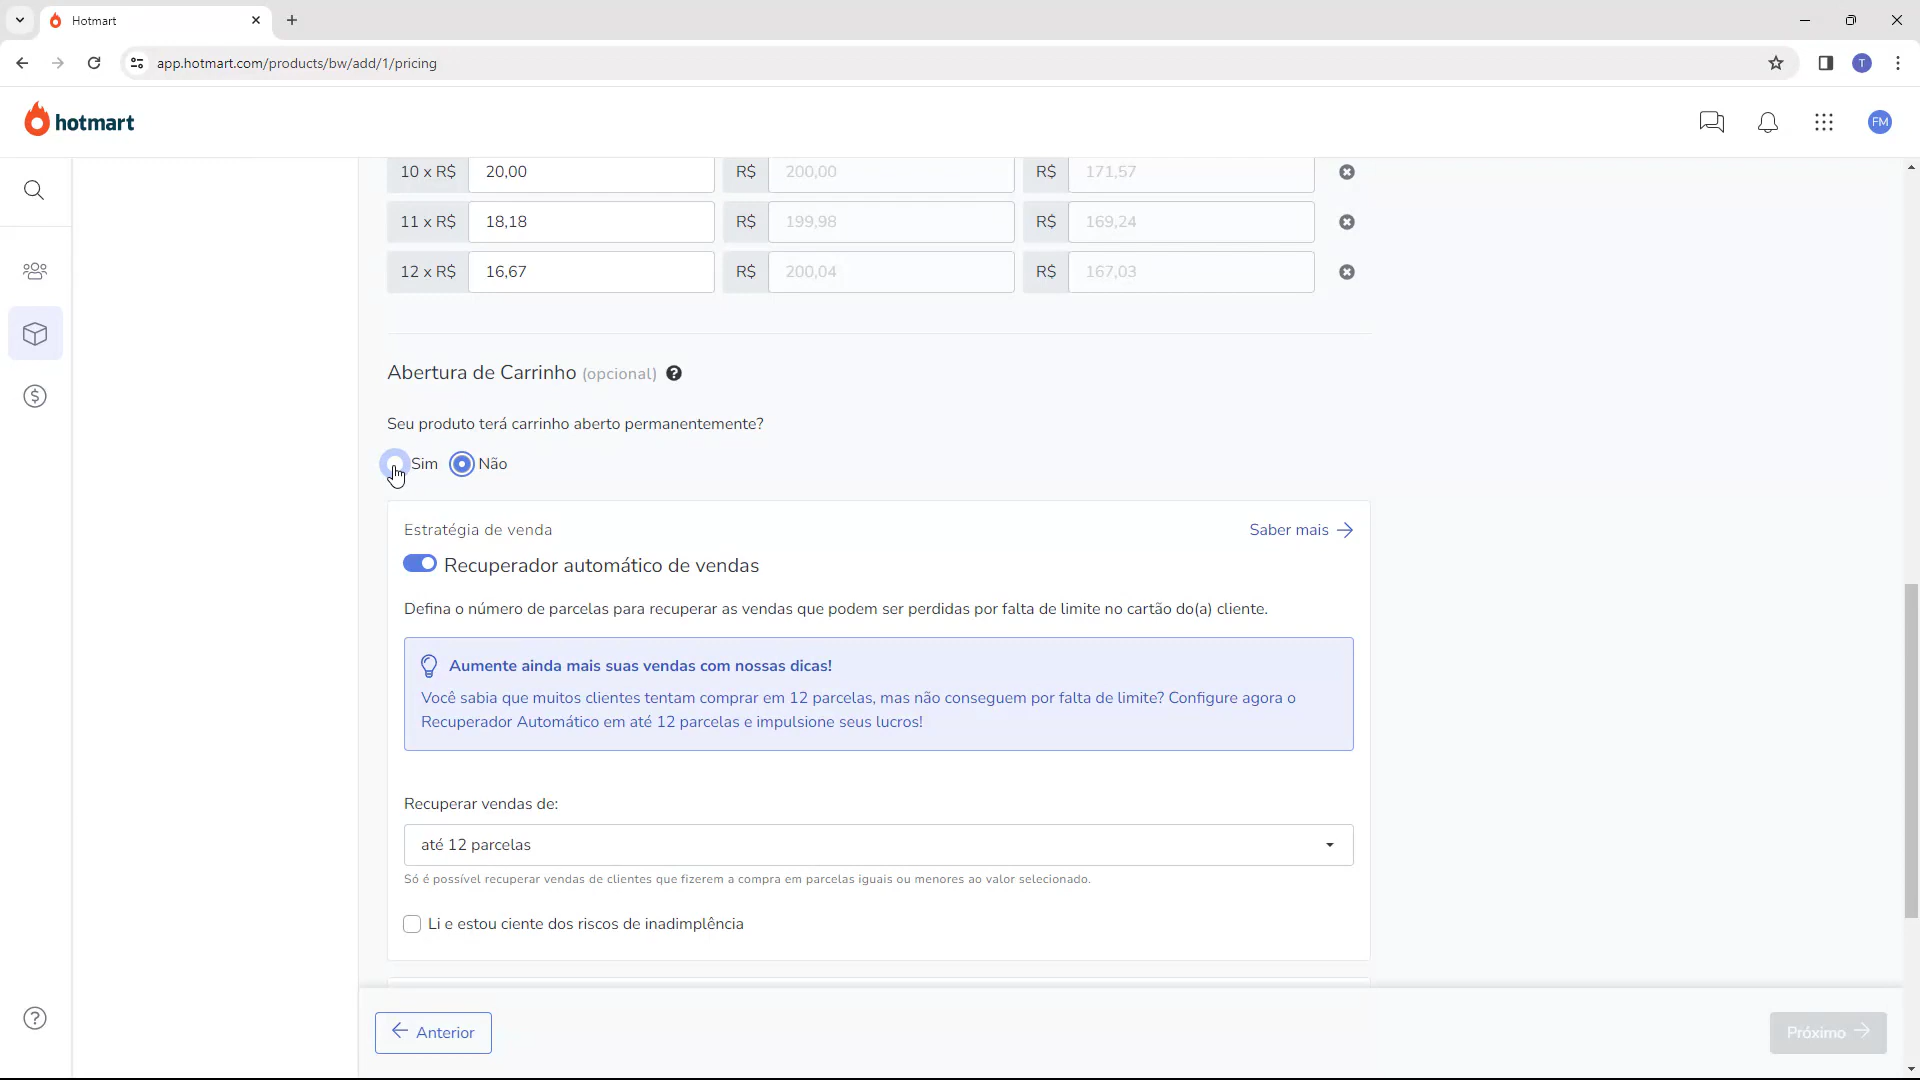 Hotmart
app.hotmart.com/products/bw/add/1/pricing
T
hotmart
FM
10 x R$ 20,00 R$ 200,00 R$ 171,57
11 x R$ 18,18 R$ 199,98 R$ 169,24
12 x R$ 16,67 R$ 200,04 R$ 167,03
Abertura de Carrinho (opcional) ?
Seu produto terá carrinho aberto permanentemente?
Sim Não
Estratégia de venda Saber mais →
Recuperador automático de vendas
Defina o número de parcelas para recuperar as vendas que podem ser perdidas por falta de limite no cartão do(a) cliente.
Aumente ainda mais suas vendas com nossas dicas!
Você sabia que muitos clientes tentam comprar em 12 parcelas, mas não conseguem por falta de limite? Configure agora o
Recuperador Automático em até 12 parcelas e impulsione seus lucros!
Recuperar vendas de:
até 12 parcelas
Só é possível recuperar vendas de clientes que fizerem a compra em parcelas iguais ou menores ao valor selecionado.
Li e estou ciente dos riscos de inadimplência
← Anterior Próximo →